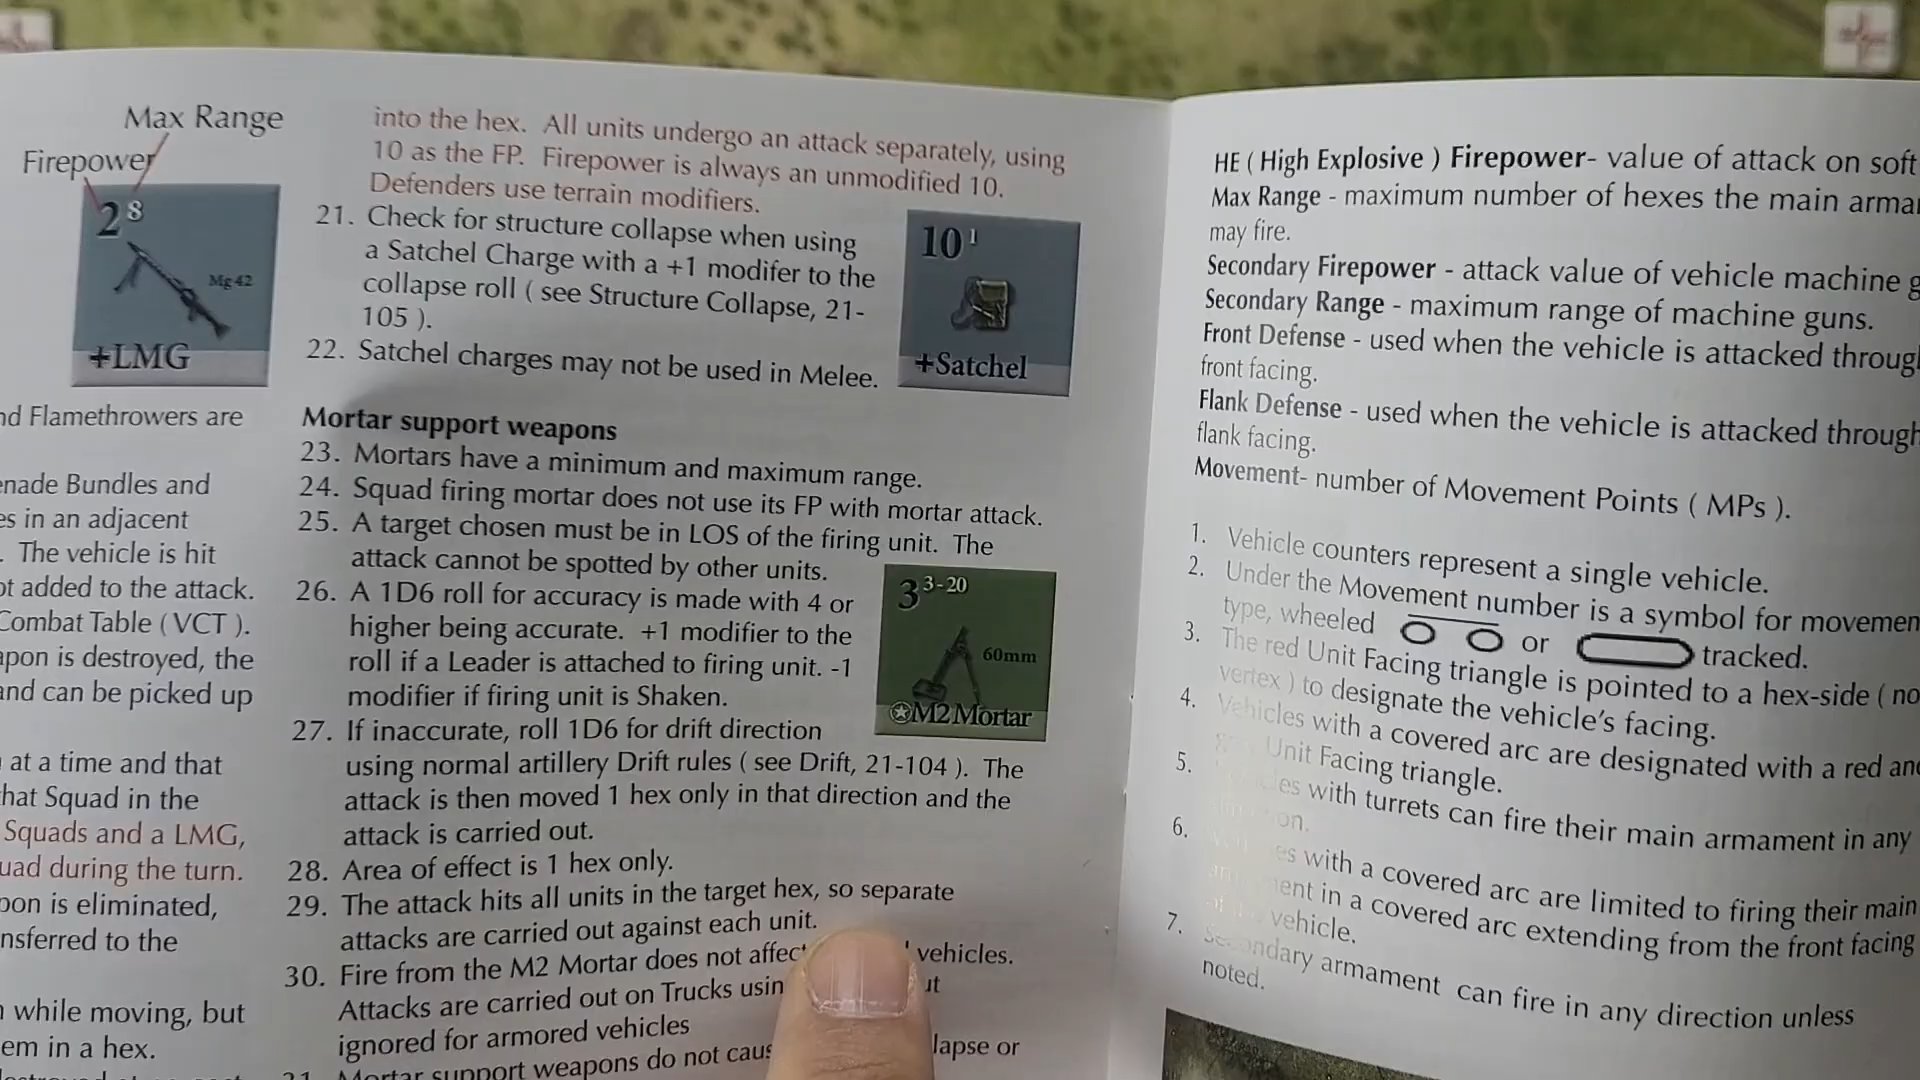 Max Range
Firepower
2 8
Mg42
+LMG
nd Flamethrowers are
enade Bundles and
es in an adjacent
. The vehicle is hit
ot added to the attack.
Combat Table ( VCT ).
apon is destroyed, the
and can be picked up
at a time and that
hat Squad in the
Squads and a LMG,
uad during the turn.
pon is eliminated,
nsferred to the
while moving, but
em in a hex.
into the hex. All units undergo an attack separately, using
10 as the FP. Firepower is always an unmodified 10.
Defenders use terrain modifiers.
21. Check for structure collapse when using
a Satchel Charge with a +1 modifer to the
collapse roll ( see Structure Collapse, 21-
105 ).
22. Satchel charges may not be used in Melee.
10 1
+Satchel
Mortar support weapons
23. Mortars have a minimum and maximum range.
24. Squad firing mortar does not use its FP with mortar attack.
25. A target chosen must be in LOS of the firing unit. The
attack cannot be spotted by other units.
26. A 1D6 roll for accuracy is made with 4 or
higher being accurate. +1 modifier to the
roll if a Leader is attached to firing unit. -1
modifier if firing unit is Shaken.
3 3-20
60mm
M2 Mortar
27. If inaccurate, roll 1D6 for drift direction
using normal artillery Drift rules ( see Drift, 21-104 ). The
attack is then moved 1 hex only in that direction and the
attack is carried out.
28. Area of effect is 1 hex only.
29. The attack hits all units in the target hex, so separate
attacks are carried out against each unit.
30. Fire from the M2 Mortar does not affec vehicles.
Attacks are carried out on Trucks usin ut
ignored for armored vehicles
31. Mortar support weapons do not caus lapse or
HE ( High Explosive ) Firepower- value of attack on soft
Max Range - maximum number of hexes the main arma
may fire.
Secondary Firepower - attack value of vehicle machine g
Secondary Range - maximum range of machine guns.
Front Defense - used when the vehicle is attacked throug
front facing.
Flank Defense - used when the vehicle is attacked through
flank facing.
Movement- number of Movement Points ( MPs ).
1. Vehicle counters represent a single vehicle.
2. Under the Movement number is a symbol for movemen
type, wheeled or tracked.
3. The red Unit Facing triangle is pointed to a hex-side ( no
vertex ) to designate the vehicle's facing.
4. Vehicles with a covered arc are designated with a red and
Unit Facing triangle.
5. es with turrets can fire their main armament in any
on.
6. es with a covered arc are limited to firing their main
ent in a covered arc extending from the front facing
vehicle.
7. Secondary armament can fire in any direction unless
noted.